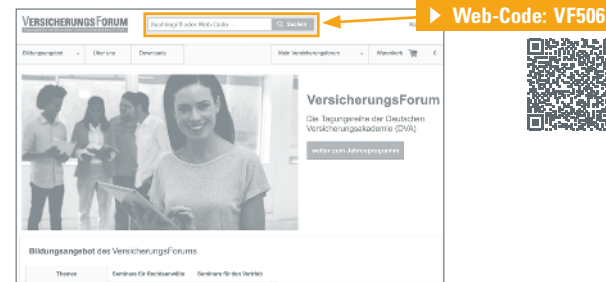 Web-Code: VF506
VERSICHERUNGSFORUM
Suchbegriff oder Web-Code ...
Suchen
Bildungsangebot
Über uns
Downloads
Mein Versicherungsforum
Warenkorb
0
VersicherungsForum
Die Tagungsreihe der Deutschen
Versicherungsakademie (DVA)
weiter zum Jahresprogramm
Bildungsangebot des VersicherungsForums
Themen
Seminare für Rechtsanwälte
Seminare für den Vertrieb